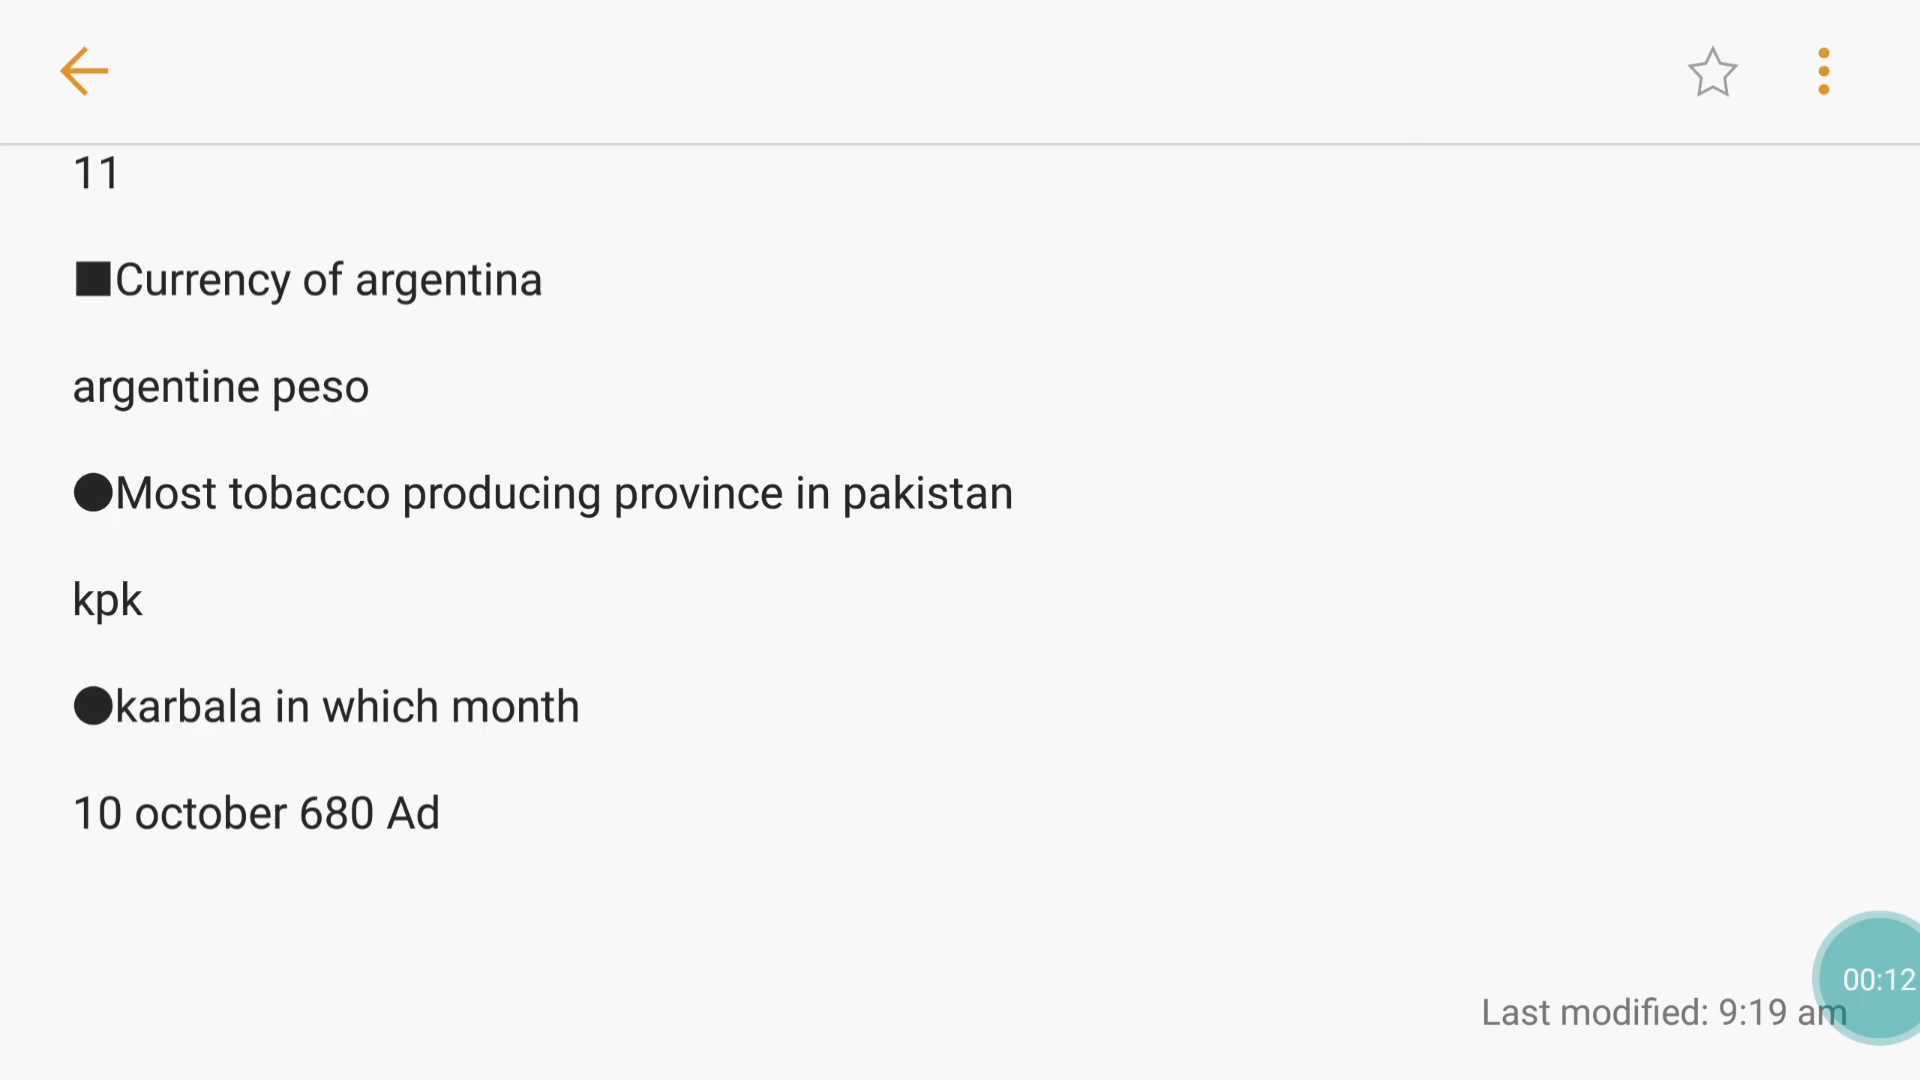 11
■Currency of argentina
argentine peso
●Most tobacco producing province in pakistan
kpk
●karbala in which month
10 october 680 Ad
00:12
Last modified: 9:19 am